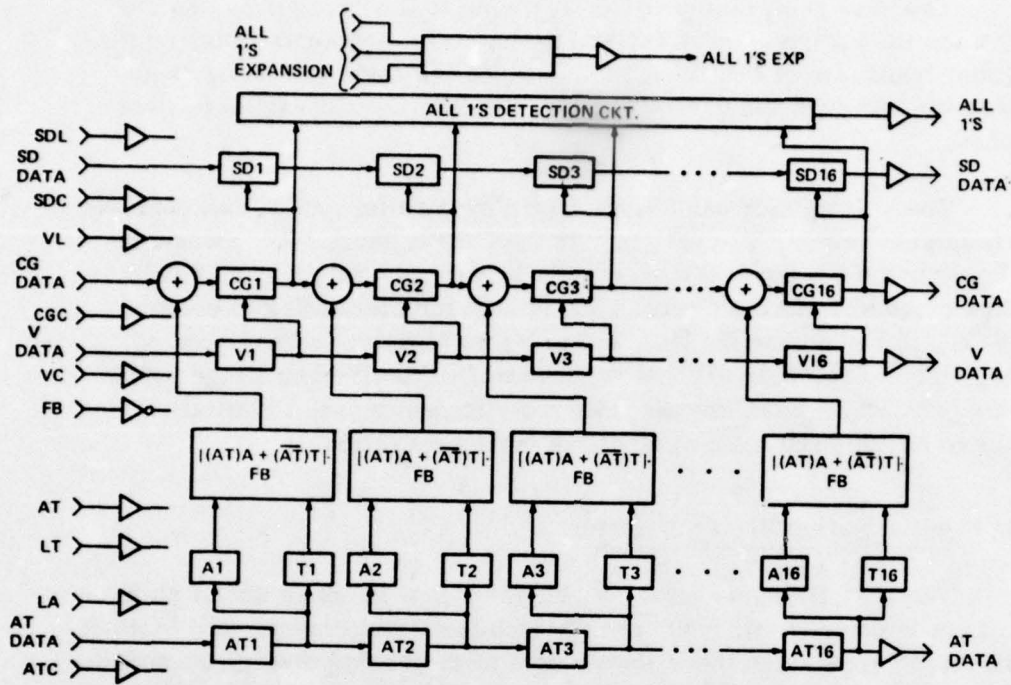 ALL
1'S
EXPANSION
ALL 1'S EXP
ALL 1'S DETECTION CKT.
ALL
1'S
SDL
SD
DATA
SD1
SD2
SD3
SD16
SD
DATA
SDC
VL
CG
DATA
+
CG1
+
CG2
+
CG3
+
CG16
CG
DATA
CGC
V
DATA
V1
V2
V3
VI6
V
DATA
VC
FB
|(AT)A + (A̅T̅)T|·
FB
|(AT)A + (A̅T̅)T|·
FB
|(AT)A + (A̅T̅)T|·
FB
|(AT)A + (A̅T̅)T|·
FB
AT
LT
A1
T1
A2
T2
A3
T3
A16
T16
LA
AT
DATA
AT1
AT2
AT3
AT16
AT
DATA
ATC